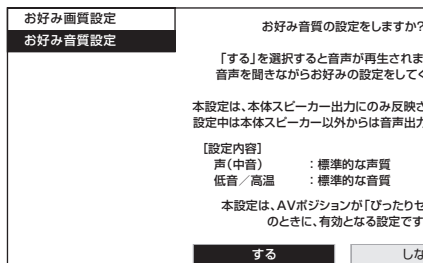 お好み画質設定
お好み音質設定
お好み音質の設定をしますか?
「する」を選択すると音声が再生されま
音声を聞きながらお好みの設定をしてく
本設定は、本体スピーカー出力にのみ反映さ
設定中は本体スピーカー以外からは音声出力
[設定内容]
声(中音) :標準的な声質
低音/高温 :標準的な音質
本設定は、AVポジションが「ぴったりセ
のときに、有効となる設定です
する
しな